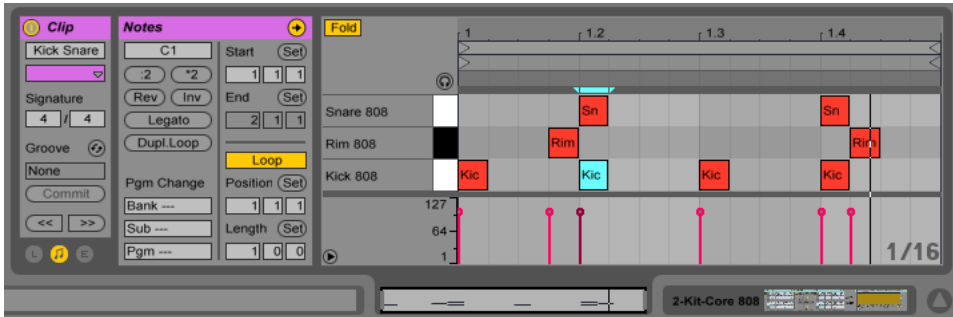 Clip
Kick Snare
Signature
4 / 4
Groove
None
Commit
<< >>
L E
Notes
C1
:2 *2
Rev Inv
Legato
Dupl.Loop
Pgm Change
Bank ---
Sub ---
Pgm ---
Start Set
1 1 1
End Set
2 1 1
Loop
Position Set
1 1 1
Length Set
1 0 0
Fold
1 1.2 1.3 1.4
Snare 808 Sn Sn
Rim 808 Rim Rim
Kick 808 Kic Kic Kic Kic
127
64
1
1/16
2-Kit-Core 808